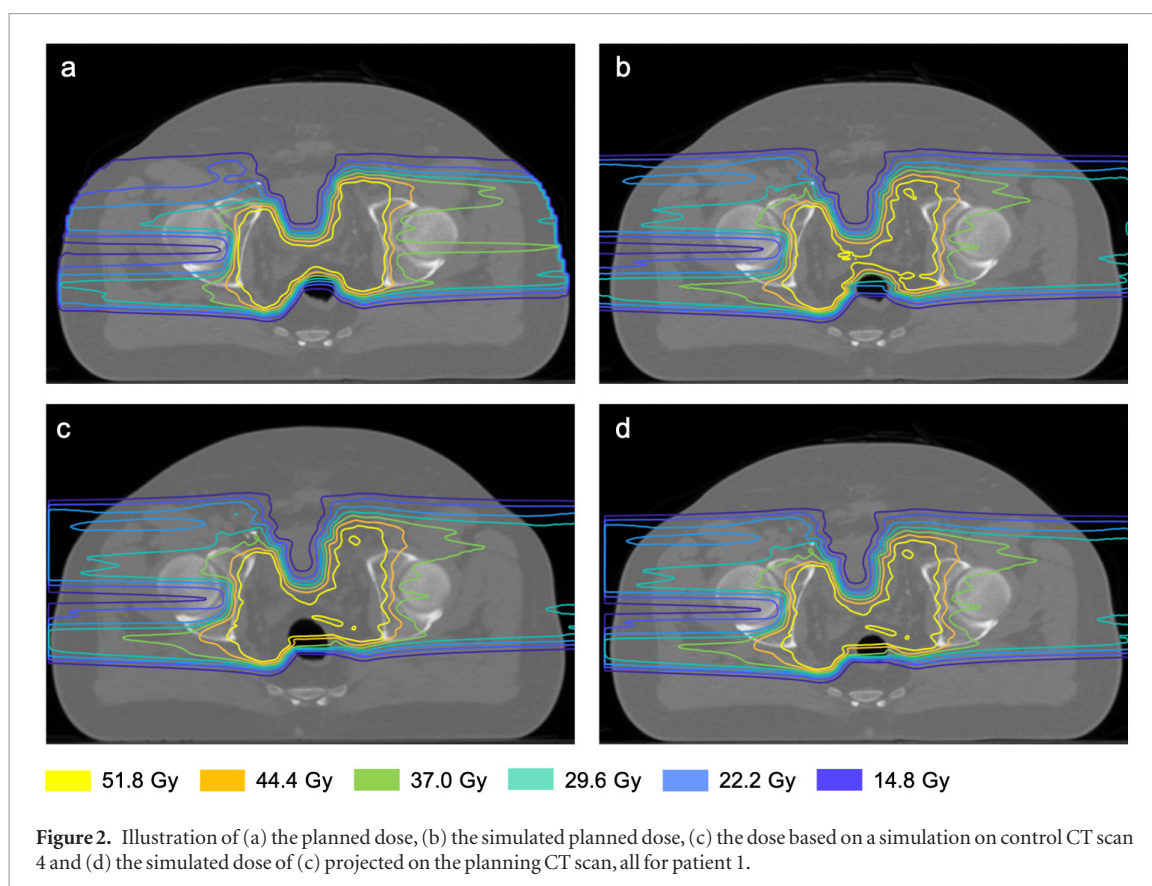 a
b
c
d
51.8 Gy 44.4 Gy 37.0 Gy 29.6 Gy 22.2 Gy 14.8 Gy
Figure 2. Illustration of (a) the planned dose, (b) the simulated planned dose, (c) the dose based on a simulation on control CT scan
4 and (d) the simulated dose of (c) projected on the planning CT scan, all for patient 1.